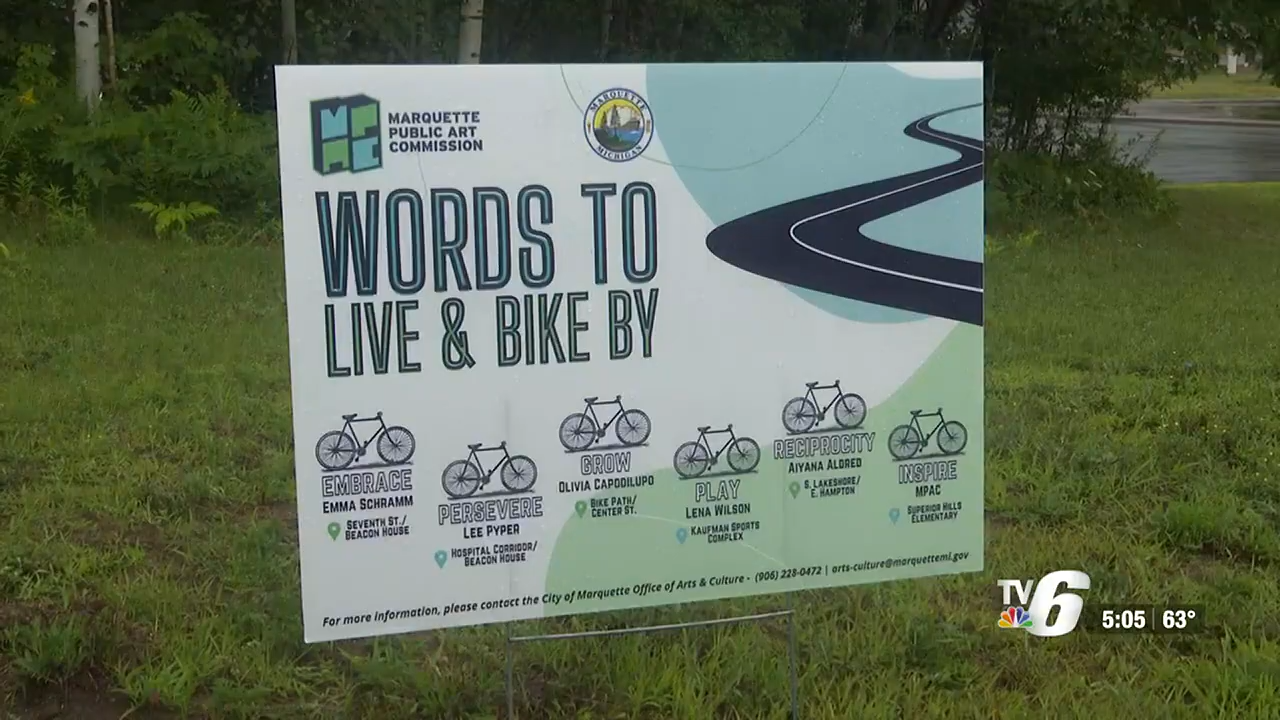 MARQUETTE
PUBLIC ART
COMMISSION
MARQUETTE
MICHIGAN
WORDS TO
LIVE & BIKE BY
EMBRACE
EMMA SCHRAMM
SEVENTH ST./
BEACON HOUSE
PERSEVERE
LEE PYPER
HOSPITAL CORRIDOR/
BEACON HOUSE
GROW
OLIVIA CAPODILUPO
BIKE PATH/
CENTER ST.
PLAY
LENA WILSON
KAUFMAN SPORTS
COMPLEX
RECIPROCITY
AIYANA ALDRED
S. LAKESHORE/
E. HAMPTON
INSPIRE
MPAC
SUPERIOR HILLS
ELEMENTARY
For more information, please contact the City of Marquette Office of Arts & Culture - (906) 228-0472 | arts-culture@marquettemi.gov
TV6
5:05 63°